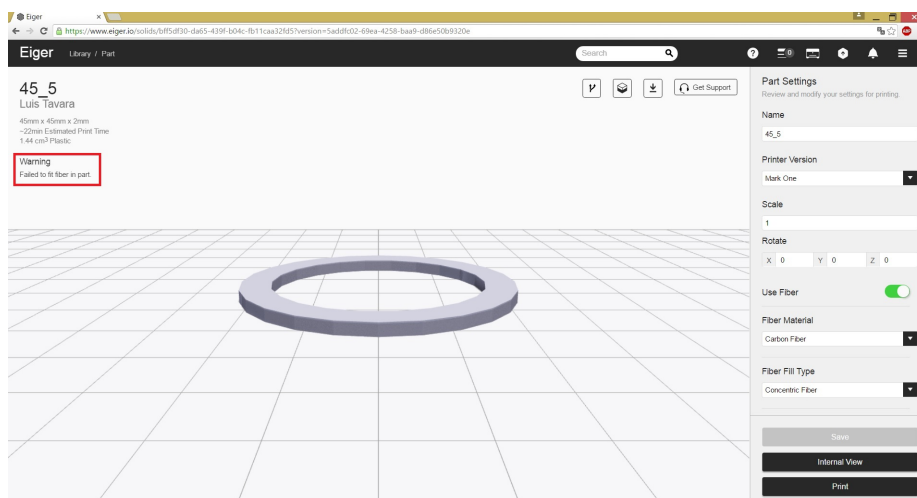 Eiger
https://www.eiger.io/solids/bff5df30-da65-439f-b04c-fb11caa32fd5?version=5addfc02-69ea-4258-baa9-d86e50b9320e
Eiger Library / Part Search 0
45_5
Luis Tavara
45mm x 45mm x 2mm
~22min Estimated Print Time
1.44 cm³ Plastic
Warning
Failed to fit fiber in part.
Get Support
Part Settings
Review and modify your settings for printing.
Name
45_5
Printer Version
Mark One
Scale
1
Rotate
X 0 Y 0 Z 0
Use Fiber
Fiber Material
Carbon Fiber
Fiber Fill Type
Concentric Fiber
Save
Internal View
Print